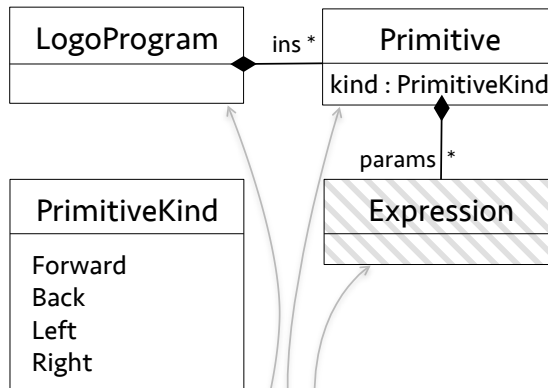 LogoProgram
ins *
Primitive
kind : PrimitiveKind
params *
PrimitiveKind
Forward
Back
Left
Right
Expression